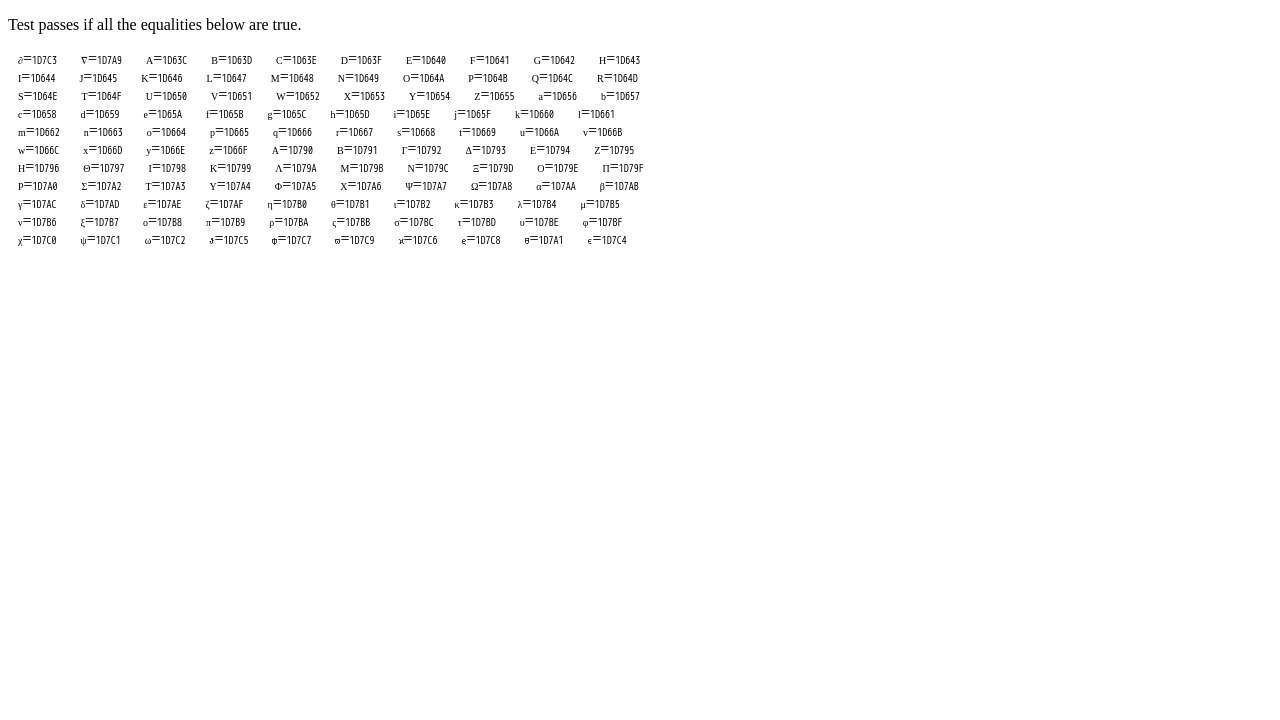 Test passes if all the equalities below are true.
∂=1D7C3 ∇=1D7A9 A=1D63C B=1D63D C=1D63E D=1D63F E=1D640 F=1D641 G=1D642 H=1D643
I=1D644 J=1D645 K=1D646 L=1D647 M=1D648 N=1D649 O=1D64A P=1D64B Q=1D64C R=1D64D
S=1D64E T=1D64F U=1D650 V=1D651 W=1D652 X=1D653 Y=1D654 Z=1D655 a=1D656 b=1D657
c=1D658 d=1D659 e=1D65A f=1D65B g=1D65C h=1D65D i=1D65E j=1D65F k=1D660 l=1D661
m=1D662 n=1D663 o=1D664 p=1D665 q=1D666 r=1D667 s=1D668 t=1D669 u=1D66A v=1D66B
w=1D66C x=1D66D y=1D66E z=1D66F Α=1D790 Β=1D791 Γ=1D792 Δ=1D793 Ε=1D794 Ζ=1D795
Η=1D796 Θ=1D797 Ι=1D798 Κ=1D799 Λ=1D79A Μ=1D79B Ν=1D79C Ξ=1D79D Ο=1D79E Π=1D79F
Ρ=1D7A0 Σ=1D7A2 Τ=1D7A3 Υ=1D7A4 Φ=1D7A5 Χ=1D7A6 Ψ=1D7A7 Ω=1D7A8 α=1D7AA β=1D7AB
γ=1D7AC δ=1D7AD ε=1D7AE ζ=1D7AF η=1D7B0 θ=1D7B1 ι=1D7B2 κ=1D7B3 λ=1D7B4 μ=1D7B5
ν=1D7B6 ξ=1D7B7 ο=1D7B8 π=1D7B9 ρ=1D7BA ς=1D7BB σ=1D7BC τ=1D7BD υ=1D7BE φ=1D7BF
χ=1D7C0 ψ=1D7C1 ω=1D7C2 ϑ=1D7C5 ϕ=1D7C7 ϖ=1D7C9 ϰ=1D7C6 ϱ=1D7C8 ϴ=1D7A1 ϵ=1D7C4